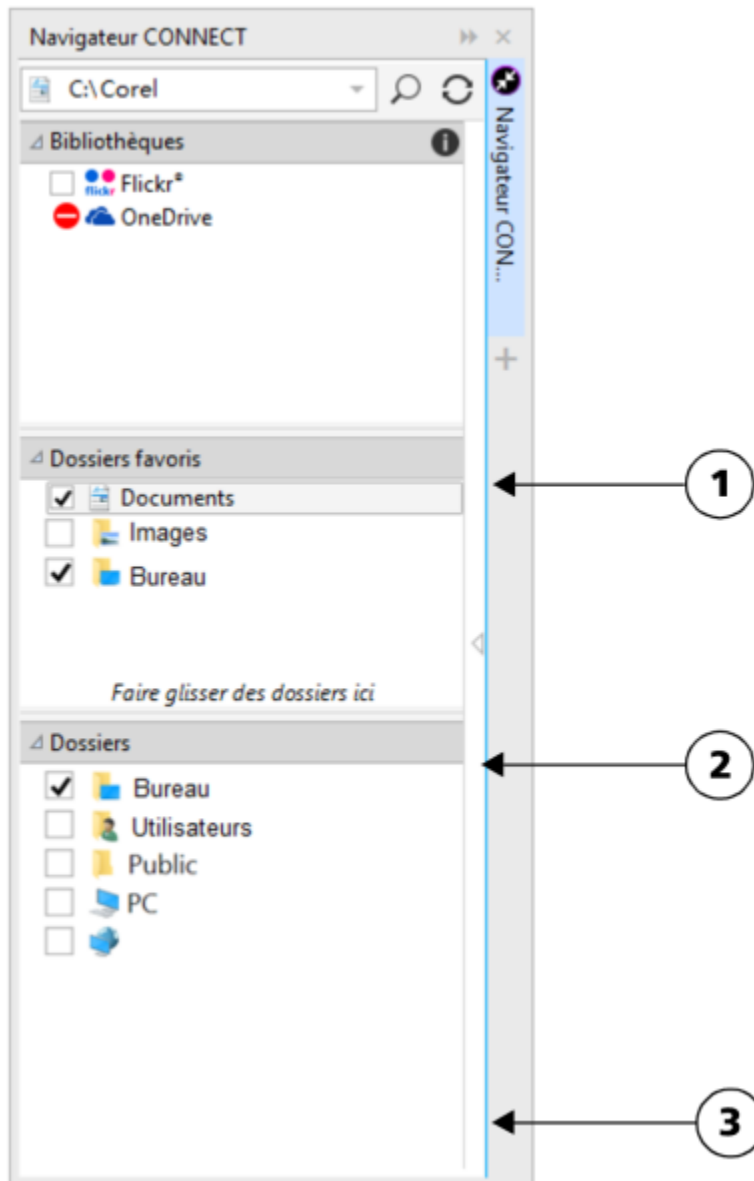 Navigateur CONNECT
C:\Corel
Navigateur CON...
Bibliothèques
flickr Flickr®
OneDrive
Dossiers favoris
1
Documents
Images
Bureau
Faire glisser des dossiers ici
Dossiers
2
Bureau
Utilisateurs
Public
PC
3